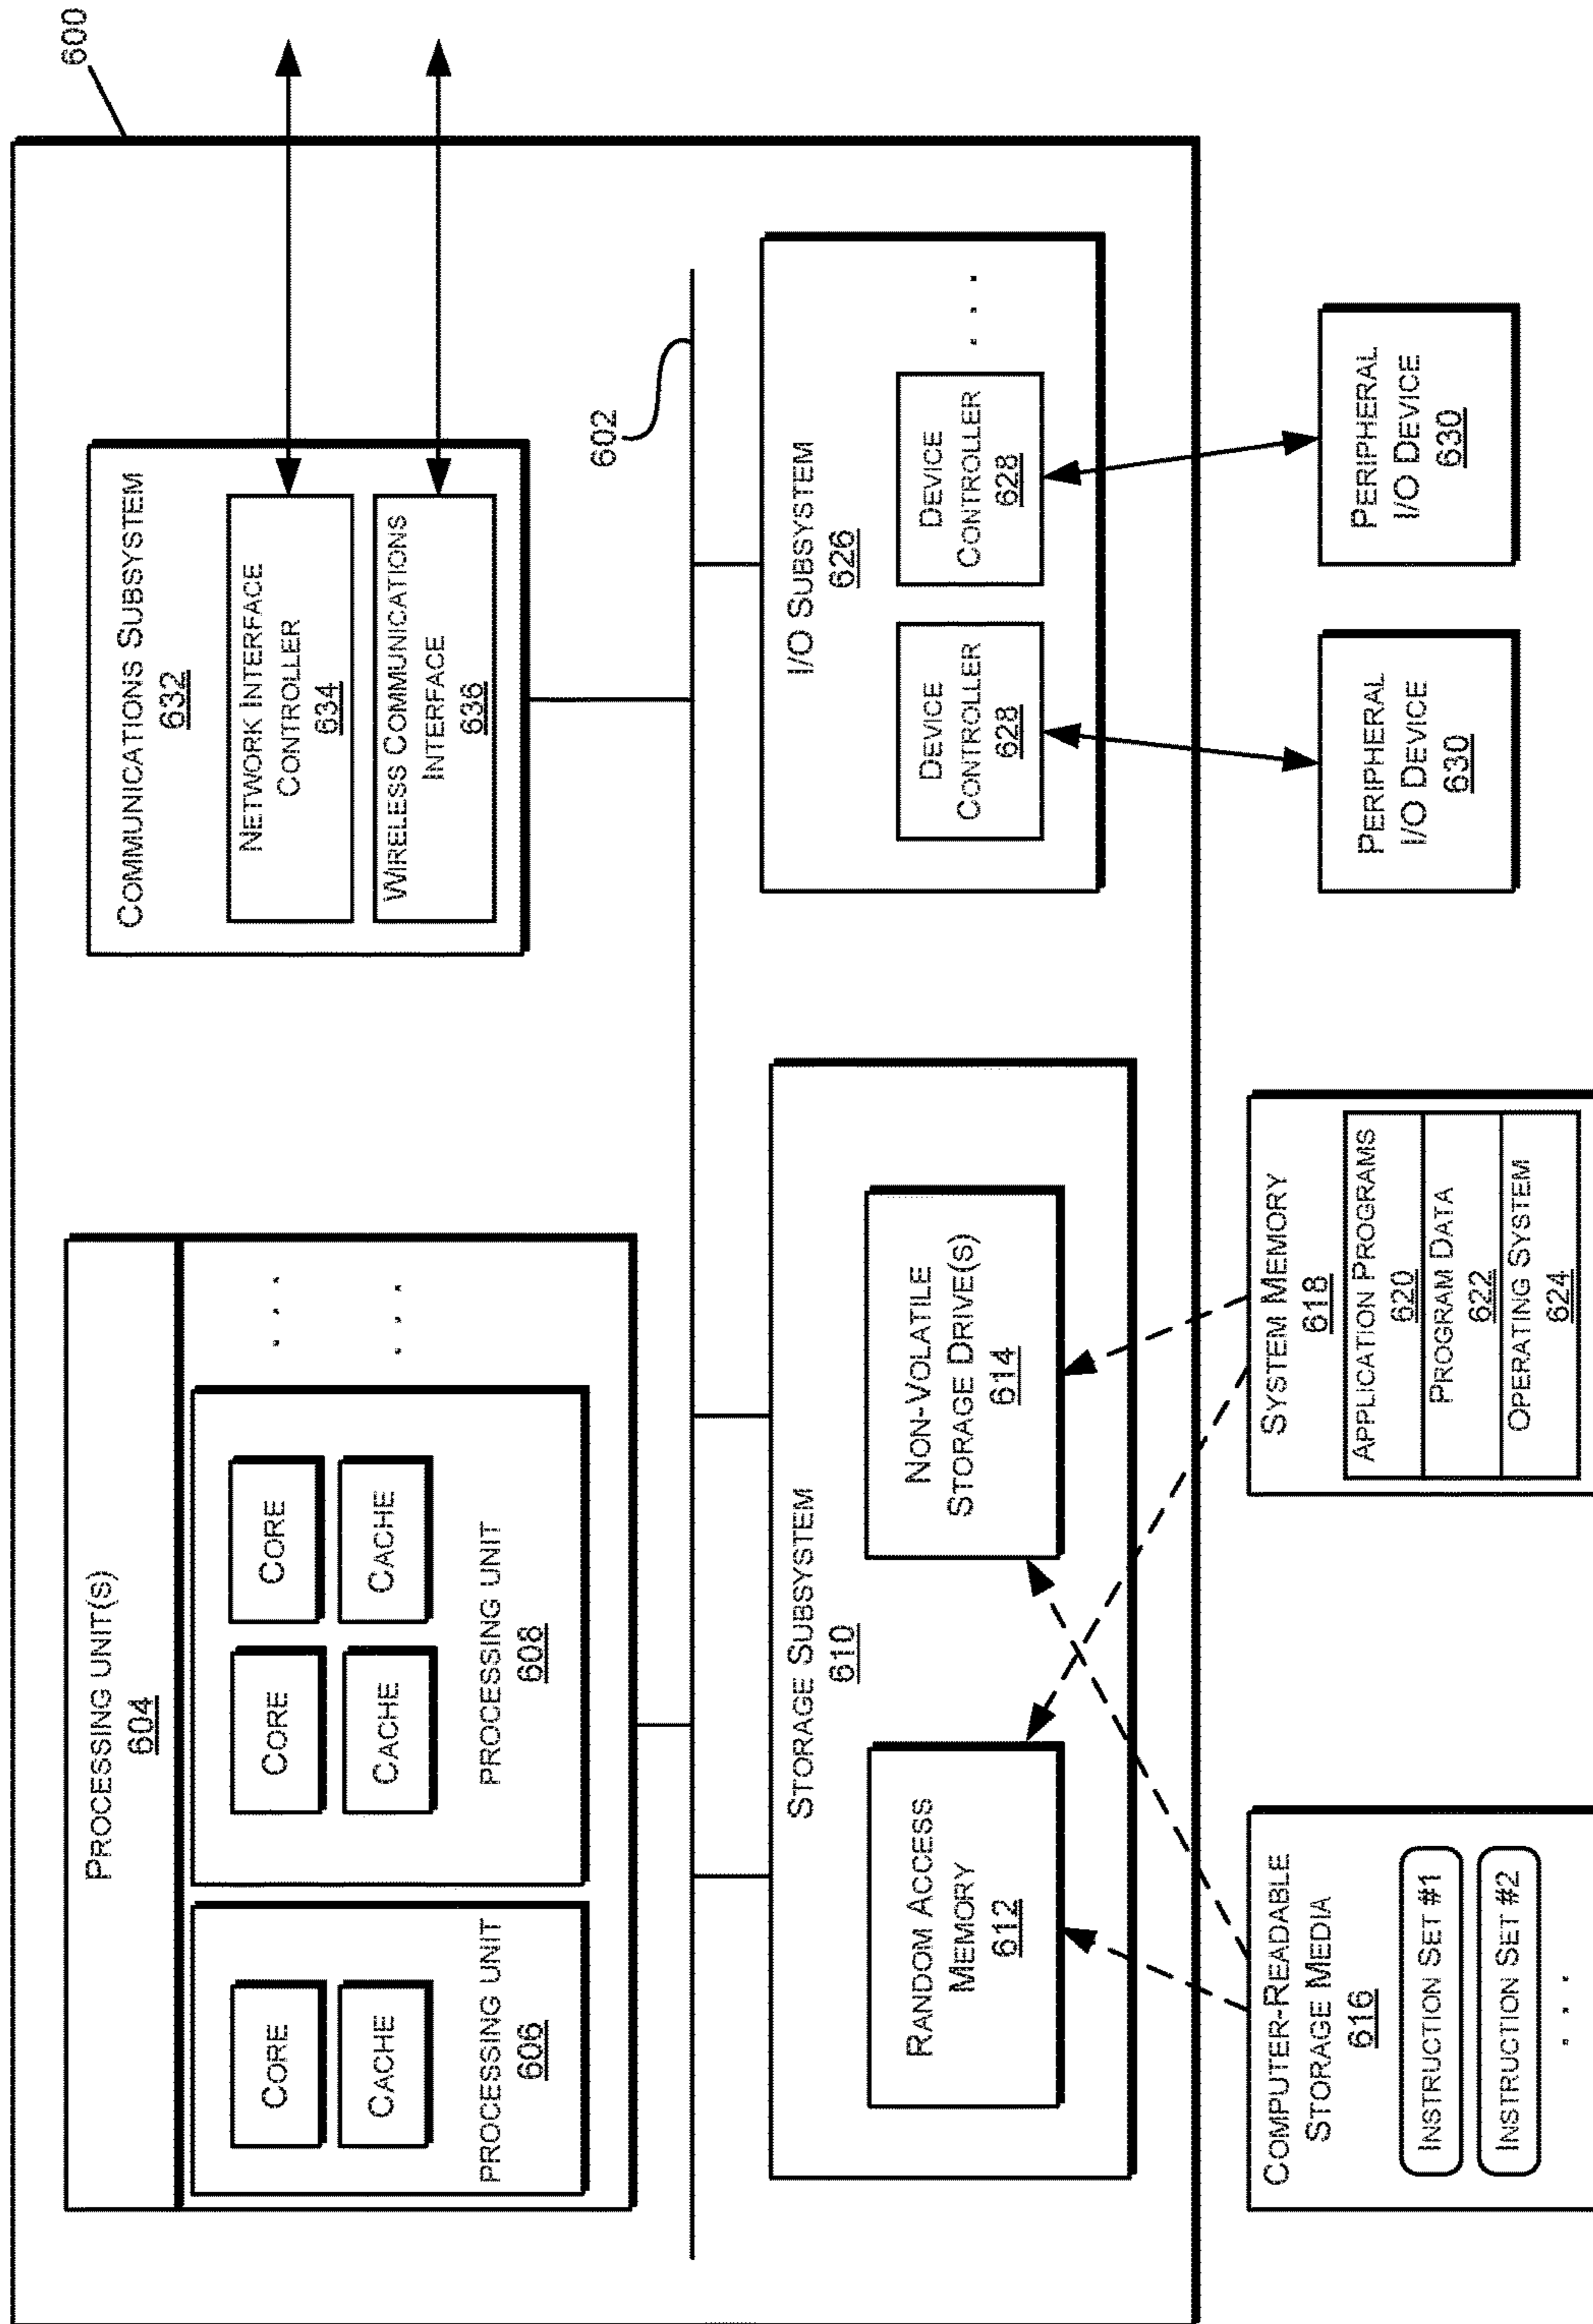 600
PROCESSING UNIT(S)
604
CORE
CORE
CORE
CACHE
CACHE
CACHE
PROCESSING UNIT
606
PROCESSING UNIT
608
. . .
. . .
COMMUNICATIONS SUBSYSTEM
632
NETWORK INTERFACE
CONTROLLER
634
WIRELESS COMMUNICATIONS
INTERFACE
636
602
STORAGE SUBSYSTEM
610
RANDOM ACCESS
MEMORY
612
NON-VOLATILE
STORAGE DRIVE(S)
614
I/O SUBSYSTEM
626
DEVICE
CONTROLLER
628
DEVICE
CONTROLLER
628
. . .
COMPUTER-READABLE
STORAGE MEDIA
616
INSTRUCTION SET #1
INSTRUCTION SET #2
. . .
SYSTEM MEMORY
618
APPLICATION PROGRAMS
620
PROGRAM DATA
622
OPERATING SYSTEM
624
PERIPHERAL
I/O DEVICE
630
PERIPHERAL
I/O DEVICE
630